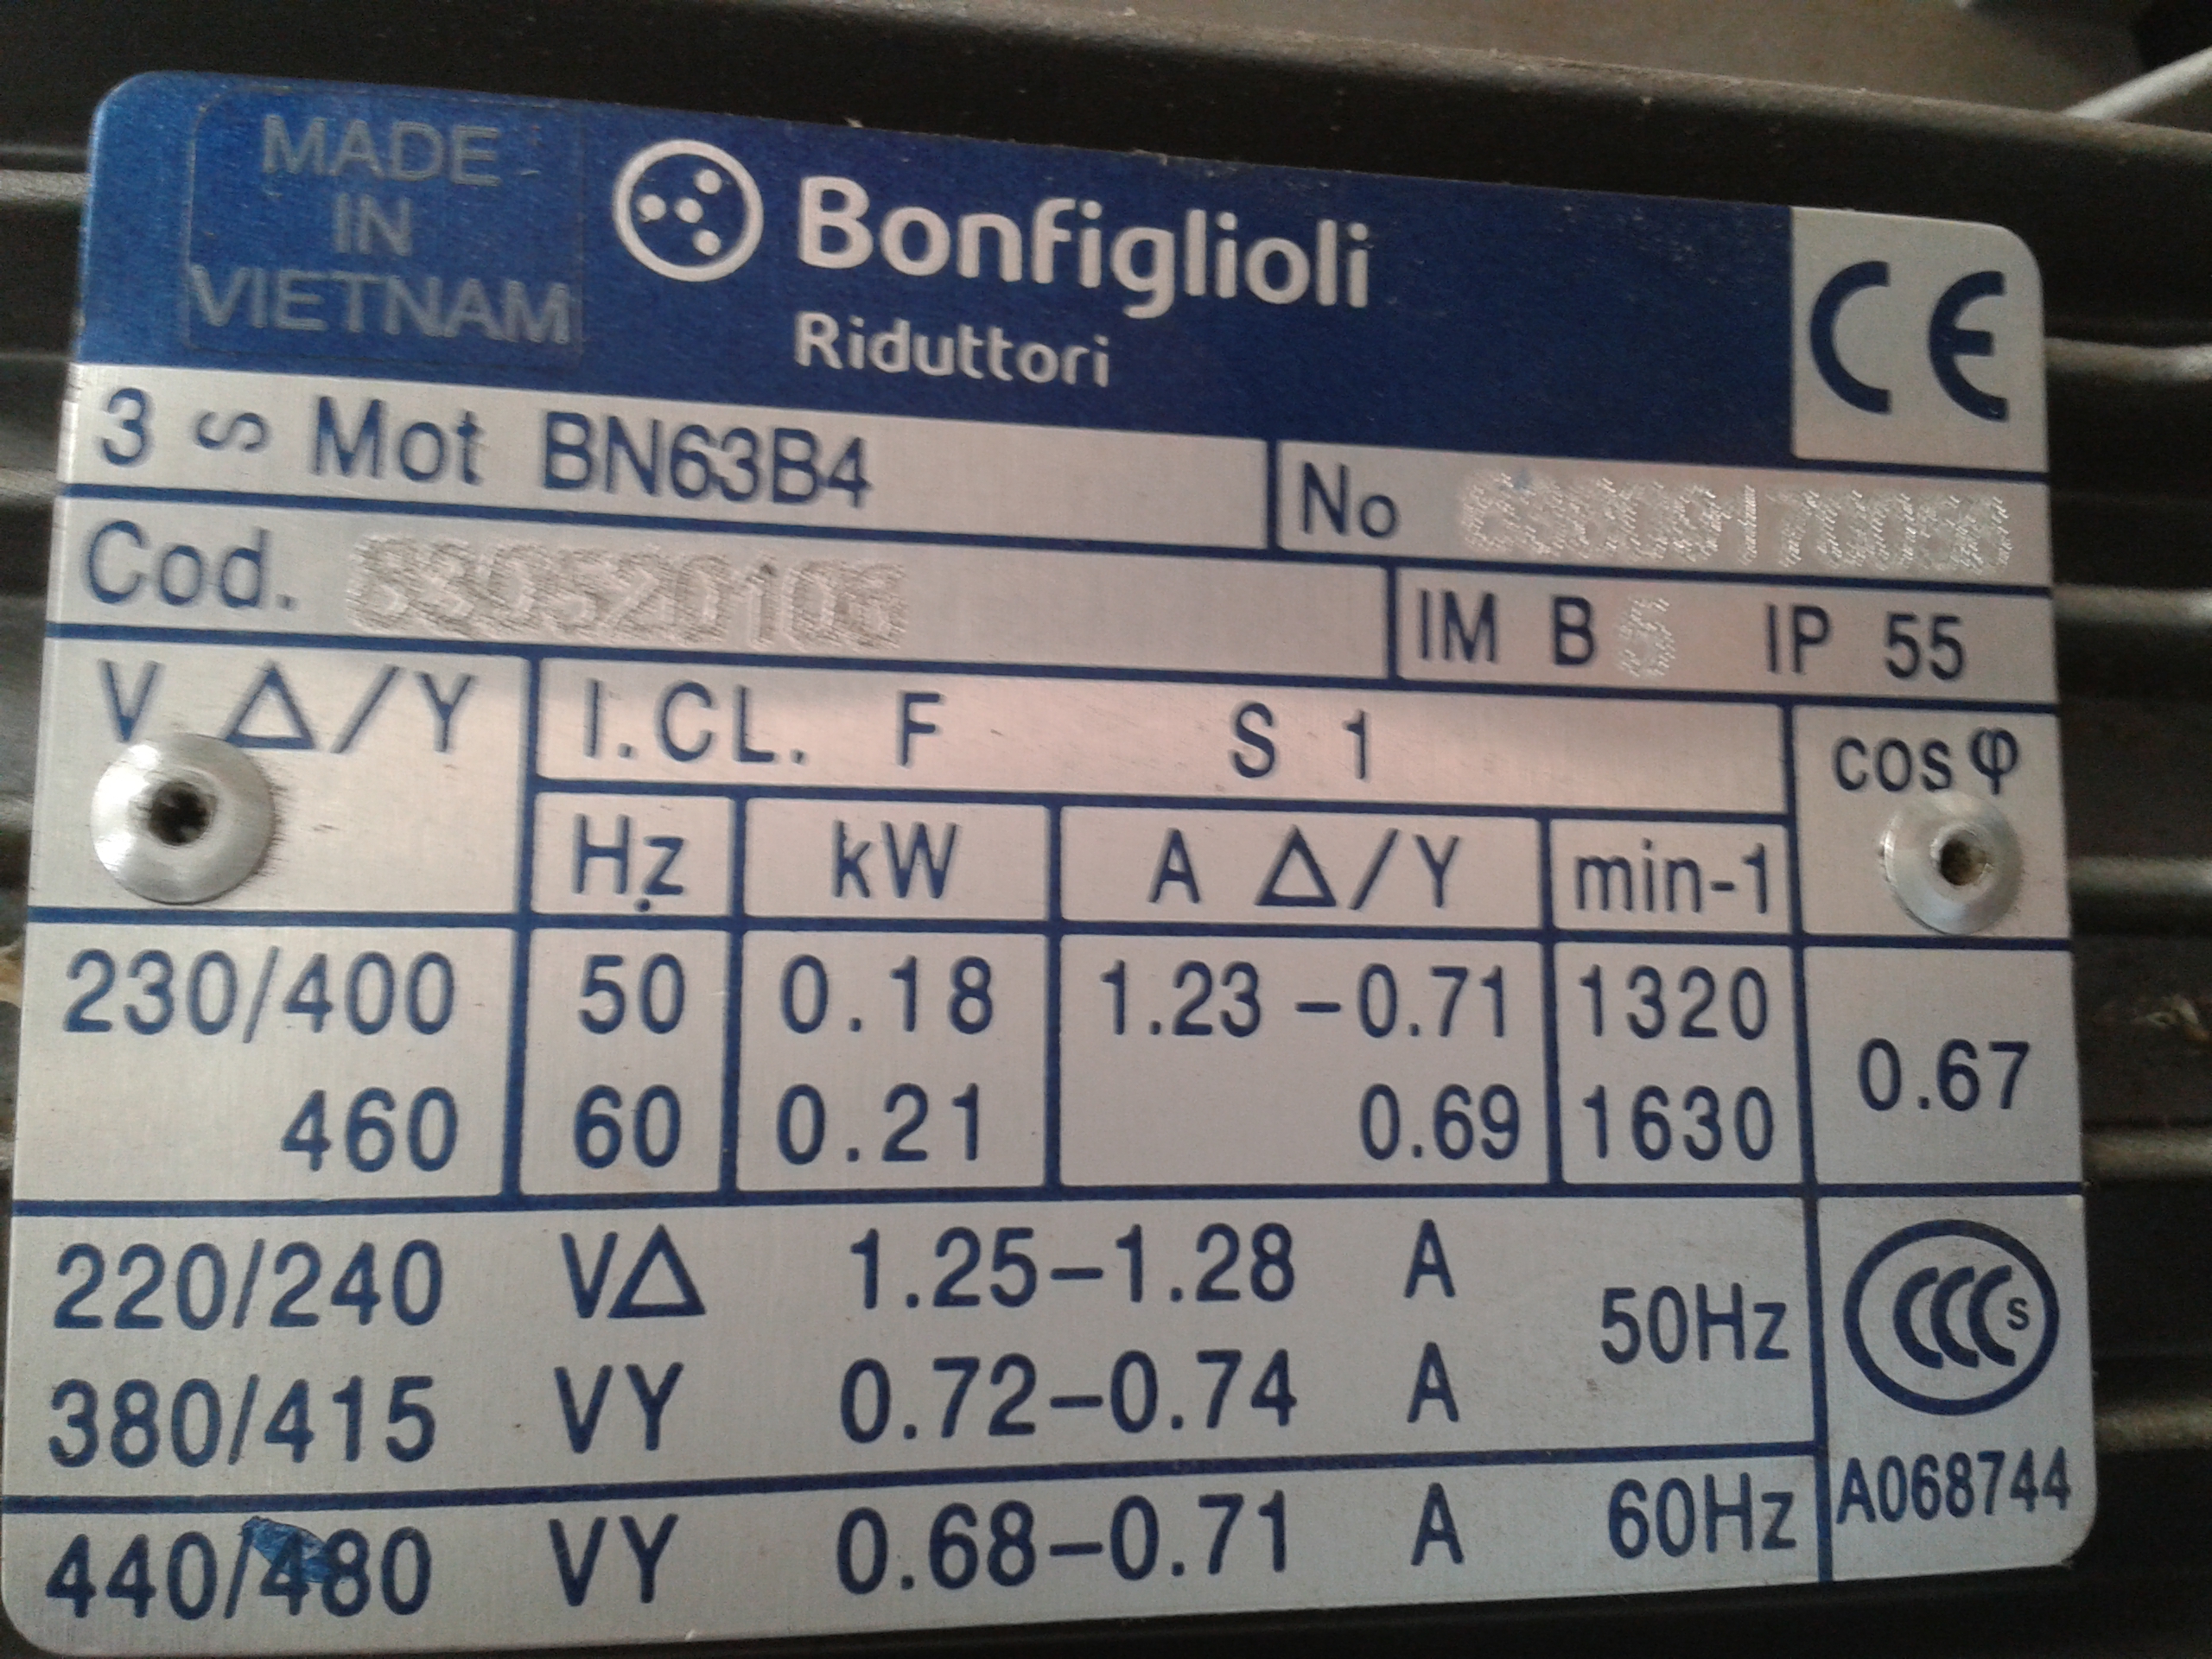 MADE
IN
VIETNAM
Bonfiglioli
Riduttori
CE
3 ∽ Mot BN63B4
No
Cod. 830520106
IM B 5 IP 55
V Δ/Y
I.CL. F S 1
cos φ
Hz kW A Δ/Y min-1
230/400 50 0.18 1.23 -0.71 1320
460 60 0.21 0.69 1630
0.67
220/240 VΔ 1.25-1.28 A
50Hz
380/415 VY 0.72-0.74 A
CCC S
440/480 VY 0.68-0.71 A 60Hz
A068744